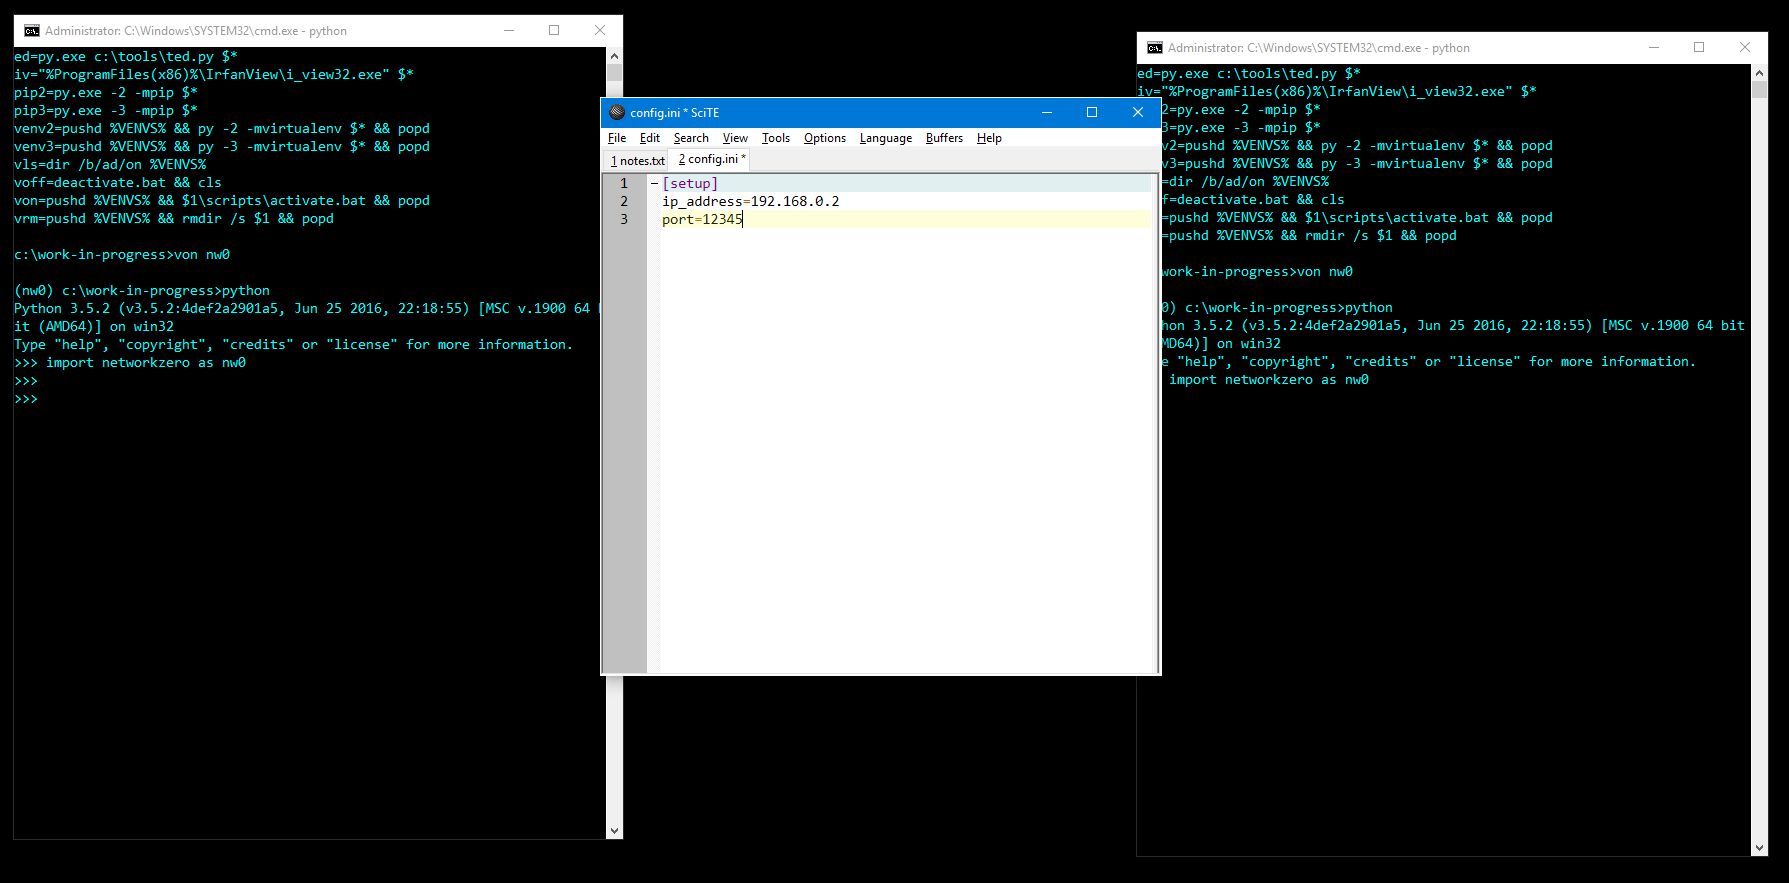 Administrator: C:\Windows\SYSTEM32\cmd.exe - python
ed=py.exe c:\tools\ted.py $*
iv="%ProgramFiles(x86)%\IrfanView\i_view32.exe" $*
pip2=py.exe -2 -mpip $*
pip3=py.exe -3 -mpip $*
venv2=pushd %VENVS% && py -2 -mvirtualenv $* && popd
venv3=pushd %VENVS% && py -3 -mvirtualenv $* && popd
vls=dir /b/ad/on %VENVS%
voff=deactivate.bat && cls
von=pushd %VENVS% && $1\scripts\activate.bat && popd
vrm=pushd %VENVS% && rmdir /s $1 && popd
c:\work-in-progress>von nw0
(nw0) c:\work-in-progress>python
Python 3.5.2 (v3.5.2:4def2a2901a5, Jun 25 2016, 22:18:55) [MSC v.1900 64 b
it (AMD64)] on win32
Type "help", "copyright", "credits" or "license" for more information.
>>> import networkzero as nw0
>>>
>>>
config.ini * SciTE
File Edit Search View Tools Options Language Buffers Help
1 notes.txt 2 config.ini *
1 [setup]
2 ip_address=192.168.0.2
3 port=12345
Administrator: C:\Windows\SYSTEM32\cmd.exe - python
ed=py.exe c:\tools\ted.py $*
iv="%ProgramFiles(x86)%\IrfanView\i_view32.exe" $*
2=py.exe -2 -mpip $*
3=py.exe -3 -mpip $*
v2=pushd %VENVS% && py -2 -mvirtualenv $* && popd
v3=pushd %VENVS% && py -3 -mvirtualenv $* && popd
=dir /b/ad/on %VENVS%
f=deactivate.bat && cls
=pushd %VENVS% && $1\scripts\activate.bat && popd
=pushd %VENVS% && rmdir /s $1 && popd
work-in-progress>von nw0
0) c:\work-in-progress>python
hon 3.5.2 (v3.5.2:4def2a2901a5, Jun 25 2016, 22:18:55) [MSC v.1900 64 bit
MD64)] on win32
e "help", "copyright", "credits" or "license" for more information.
import networkzero as nw0